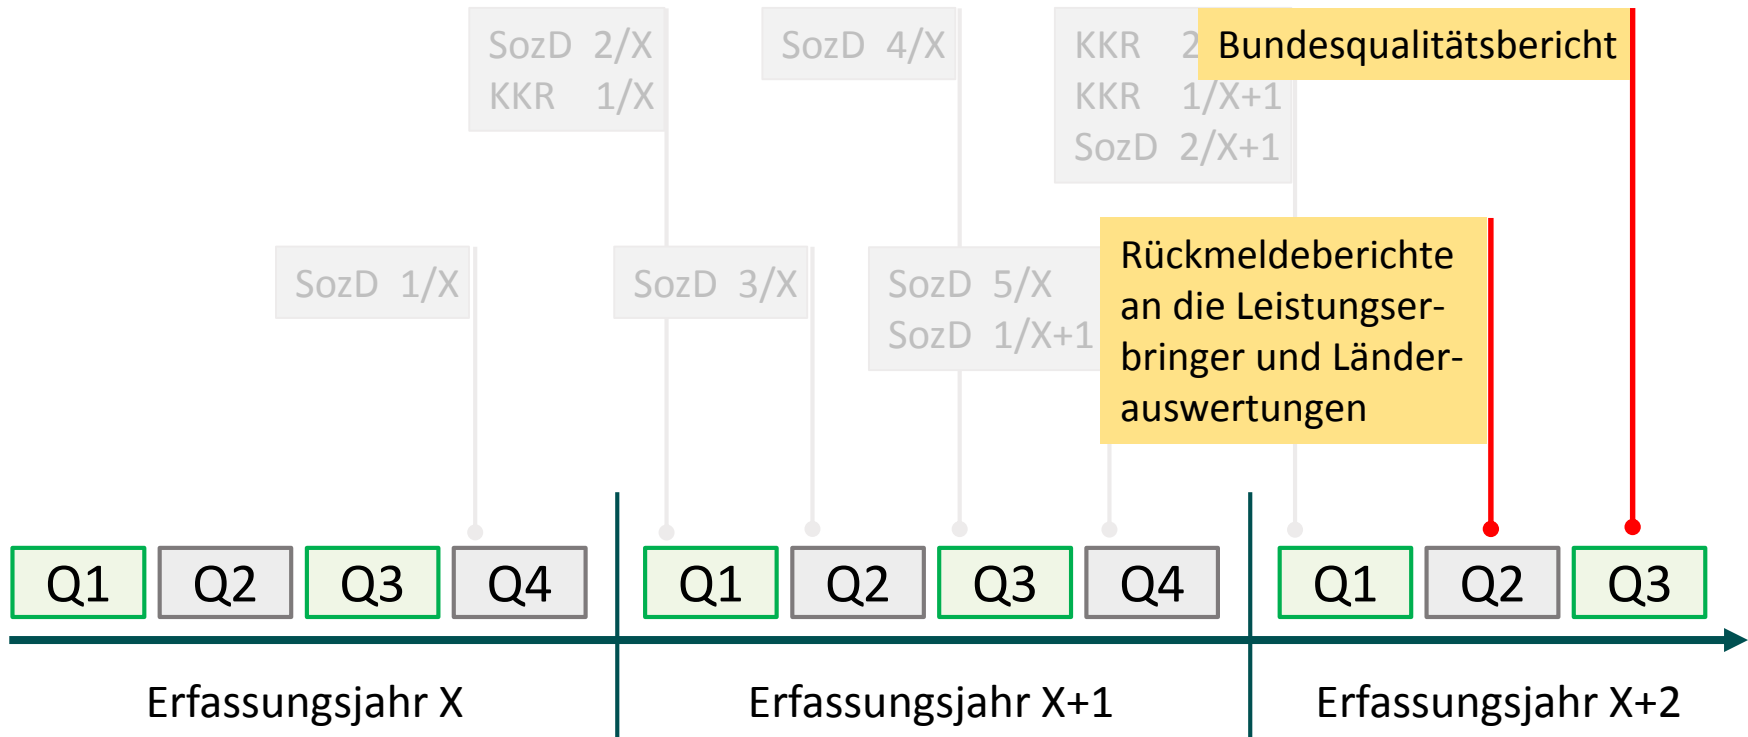 SozD 2/X
KKR 1/X
SozD 4/X
KKR 2
KKR 1/X+1
SozD 2/X+1
Bundesqualitätsbericht
SozD 1/X
SozD 3/X
SozD 5/X
SozD 1/X+1
Rückmeldeberichte
an die Leistungser-
bringer und Länder-
auswertungen
Q1 Q2 Q3 Q4 Q1 Q2 Q3 Q4 Q1 Q2 Q3
Erfassungsjahr X Erfassungsjahr X+1 Erfassungsjahr X+2